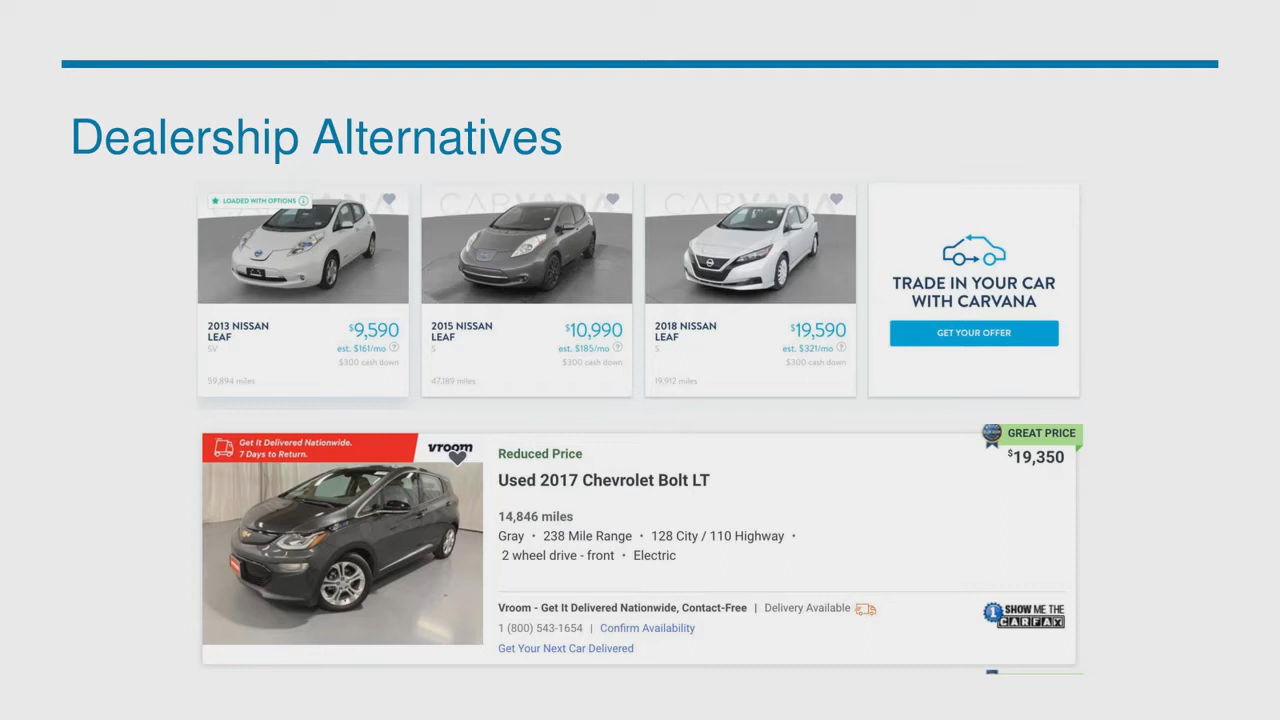 Dealership Alternatives
CARVANA
CARVANA
CARVANA
LOADED WITH OPTIONS
2013 NISSAN LEAF
$9,590
SV
est. $161/mo
$300 cash down
59,894 miles
2015 NISSAN LEAF
$10,990
S
est. $185/mo
$300 cash down
47,189 miles
2018 NISSAN LEAF
$19,590
S
est. $321/mo
$300 cash down
19,912 miles
TRADE IN YOUR CAR
WITH CARVANA
GET YOUR OFFER
Get It Delivered Nationwide.
7 Days to Return.
vroom
Reduced Price
GREAT PRICE
$19,350
Used 2017 Chevrolet Bolt LT
14,846 miles
Gray • 238 Mile Range • 128 City / 110 Highway •
2 wheel drive - front • Electric
Vroom - Get It Delivered Nationwide, Contact-Free | Delivery Available
1 (800) 543-1654 | Confirm Availability
Get Your Next Car Delivered
1 SHOW ME THE
CARFAX